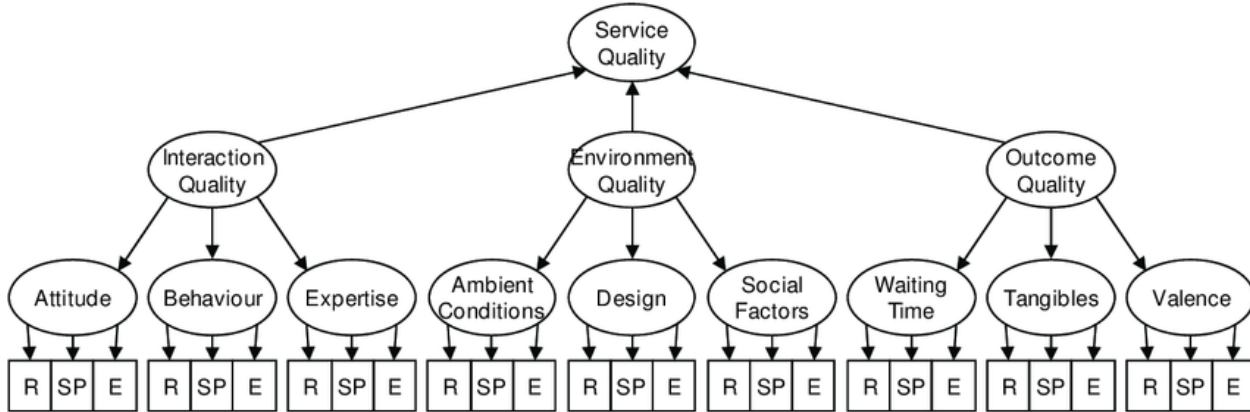 Service
Quality
Interaction
Quality
Environment
Quality
Outcome
Quality
Attitude
Behaviour
Expertise
Ambient
Conditions
Design
Social
Factors
Waiting
Time
Tangibles
Valence
R SP E R SP E R SP E R SP E R SP E R SP E R SP E R SP E R SP E